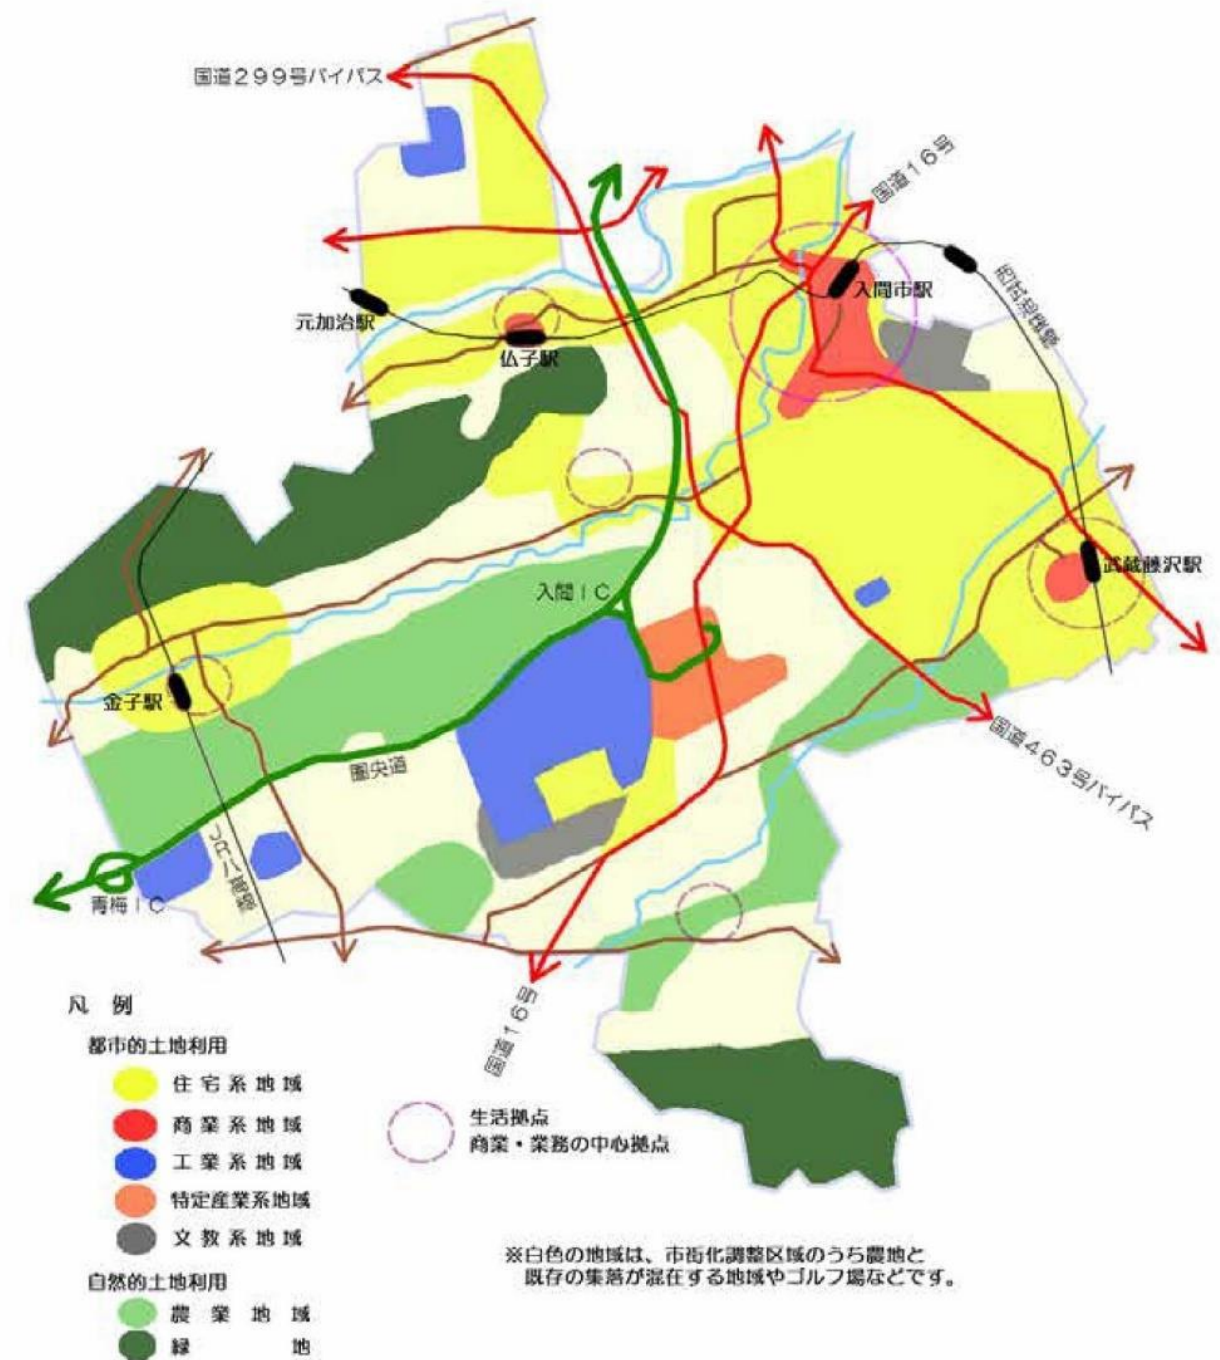 国道299号バイパス
国道16号
入間市駅
西武池袋線
元加治駅
仏子駅
武蔵藤沢駅
入間IC
金子駅
圏央道
国道463号バイパス
JR八高線
青梅IC
国道16号
凡 例
都市的土地利用
住宅系地域
商業系地域
工業系地域
特定産業系地域
文教系地域
自然的土地利用
農業地域
緑地
生活拠点
商業・業務の中心拠点
※白色の地域は、市街化調整区域のうち農地と
既存の集落が混在する地域やゴルフ場などです。